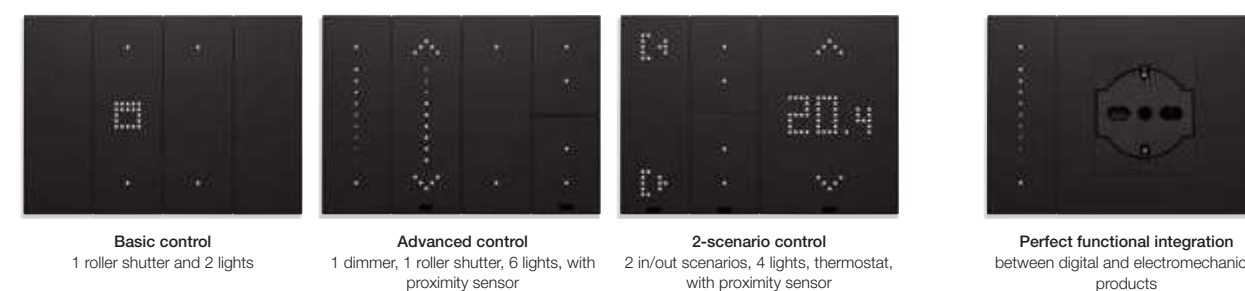 20.4
Basic control
1 roller shutter and 2 lights
Advanced control
1 dimmer, 1 roller shutter, 6 lights, with
proximity sensor
2-scenario control
2 in/out scenarios, 4 lights, thermostat,
with proximity sensor
Perfect functional integration
between digital and electromechanic
products